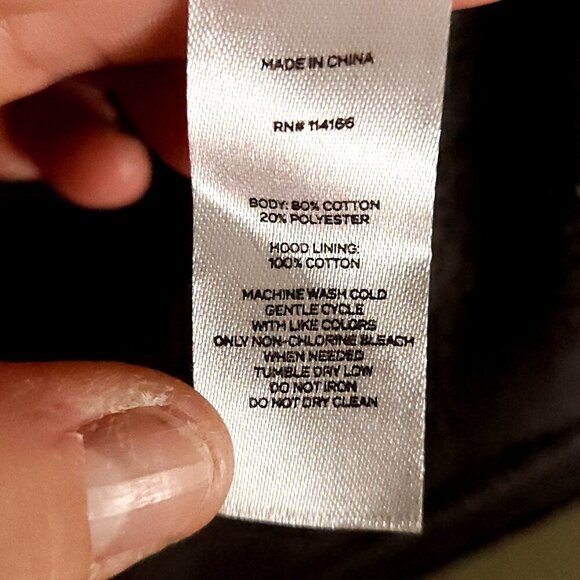 MADE IN CHINA
RN# 114166
BODY: 80% COTTON
20% POLYESTER
HOOD LINING:
100% COTTON
MACHINE WASH COLD
GENTLE CYCLE
WITH LIKE COLORS
ONLY NON-CHLORINE BLEACH
WHEN NEEDED
TUMBLE DRY LOW
DO NOT IRON
DO NOT DRY CLEAN